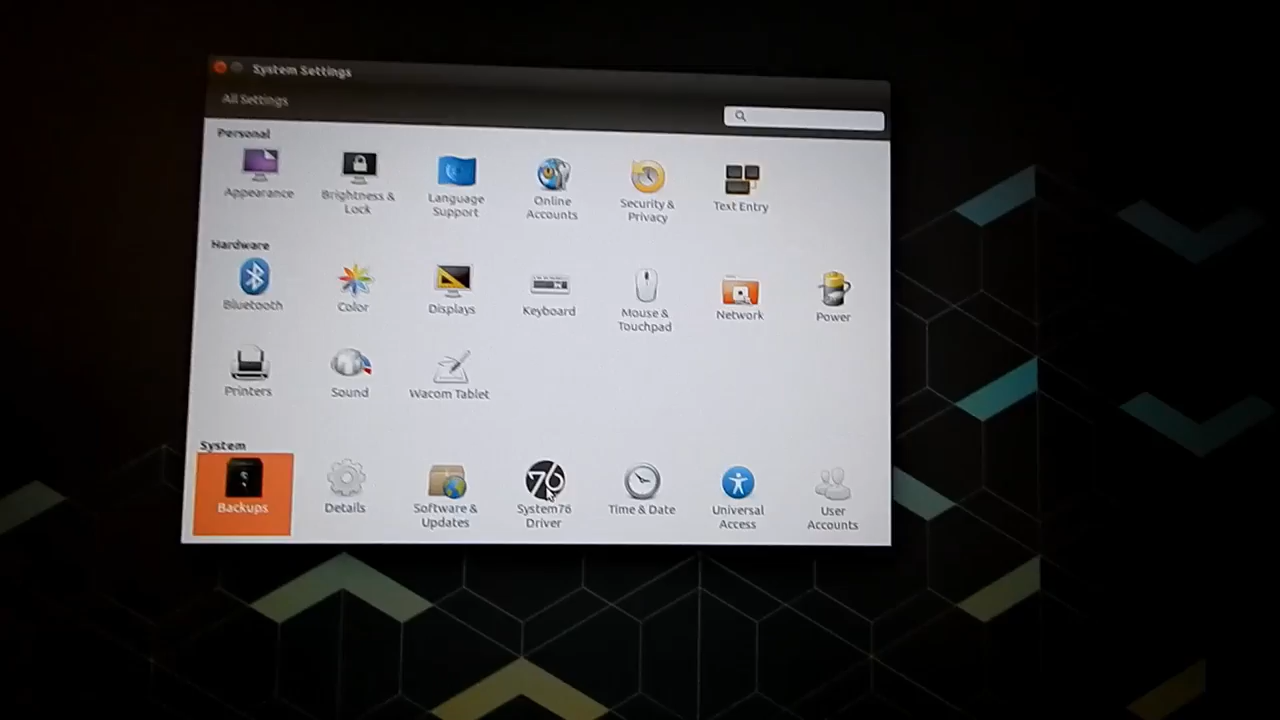 System Settings
All Settings
Personal
Appearance
Brightness &
Lock
Language
Support
Online
Accounts
Security &
Privacy
Text Entry
Hardware
Bluetooth
Color
Displays
Keyboard
Mouse &
Touchpad
Network
Power
Printers
Sound
Wacom Tablet
System
Backups
Details
Software &
Updates
76
System76
Driver
Time & Date
Universal
Access
User
Accounts